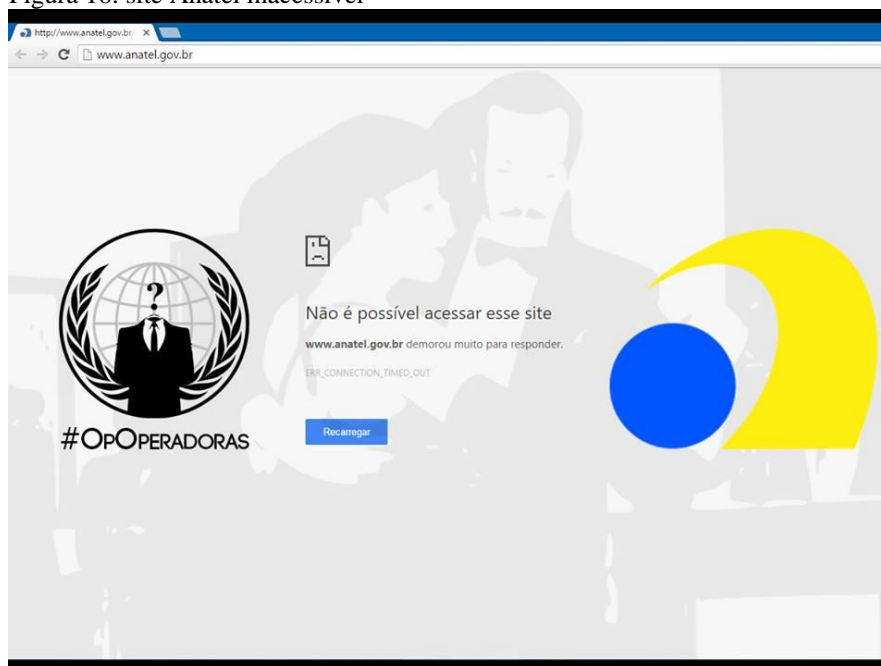 Figura site Anatel inacessível
http://www.anatel.gov.br/
www.anatel.gov.br
?
Não é possível acessar esse site
www.anatel.gov.br demorou muito para responder.
ERR_CONNECTION_TIMED_OUT
Recarregar
#OPOPERADORAS